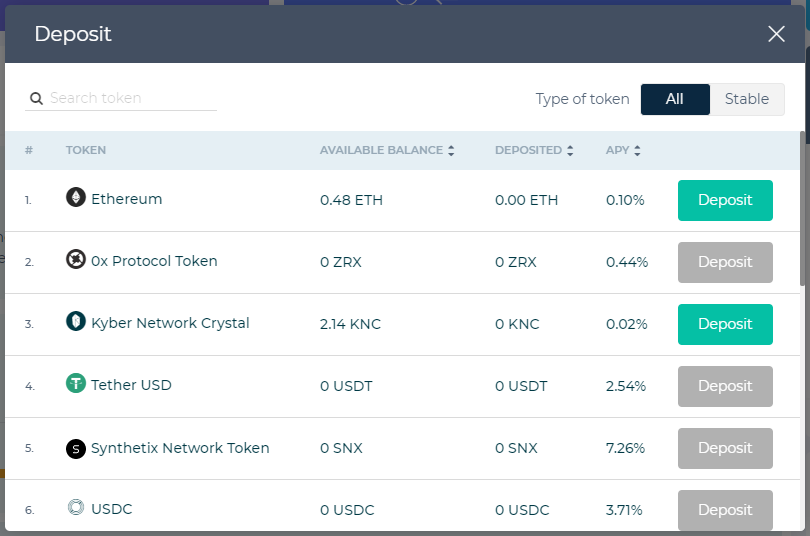 Deposit
Search token
Type of token All Stable
# TOKEN AVAILABLE BALANCE DEPOSITED APY
1. Ethereum 0.48 ETH 0.00 ETH 0.10% Deposit
2. 0x Protocol Token 0 ZRX 0 ZRX 0.44% Deposit
3. Kyber Network Crystal 2.14 KNC 0 KNC 0.02% Deposit
4. Tether USD 0 USDT 0 USDT 2.54% Deposit
5. Synthetix Network Token 0 SNX 0 SNX 7.26% Deposit
6. USDC 0 USDC 0 USDC 3.71% Deposit